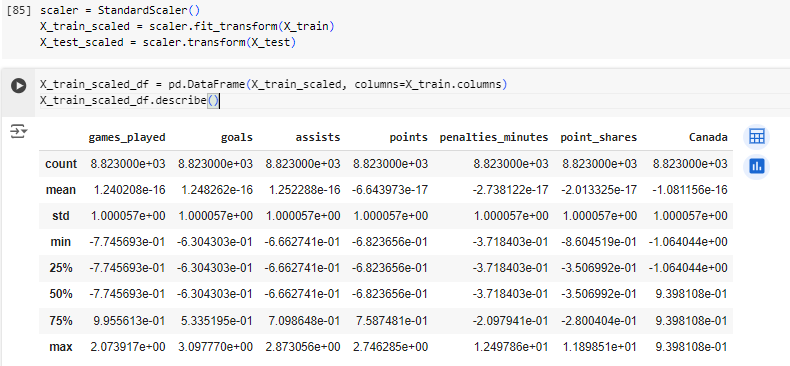 [85] scaler = StandardScaler()
X_train_scaled = scaler.fit_transform(X_train)
X_test_scaled = scaler.transform(X_test)
X_train_scaled_df = pd.DataFrame(X_train_scaled, columns=X_train.columns)
X_train_scaled_df.describe()
games_played goals assists points penalties_minutes point_shares Canada
count 8.823000e+03 8.823000e+03 8.823000e+03 8.823000e+03 8.823000e+03 8.823000e+03 8.823000e+03
mean 1.240208e-16 1.248262e-16 1.252288e-16 -6.643973e-17 -2.738122e-17 -2.013325e-17 -1.081156e-16
std 1.000057e+00 1.000057e+00 1.000057e+00 1.000057e+00 1.000057e+00 1.000057e+00 1.000057e+00
min -7.745693e-01 -6.304303e-01 -6.662741e-01 -6.823656e-01 -3.718403e-01 -8.604519e-01 -1.064044e+00
25% -7.745693e-01 -6.304303e-01 -6.662741e-01 -6.823656e-01 -3.718403e-01 -3.506992e-01 -1.064044e+00
50% -7.745693e-01 -6.304303e-01 -6.662741e-01 -6.823656e-01 -3.718403e-01 -3.506992e-01 9.398108e-01
75% 9.955613e-01 5.335195e-01 7.098648e-01 7.587481e-01 -2.097941e-01 -2.800404e-01 9.398108e-01
max 2.073917e+00 3.097770e+00 2.873056e+00 2.746285e+00 1.249786e+01 1.189851e+01 9.398108e-01